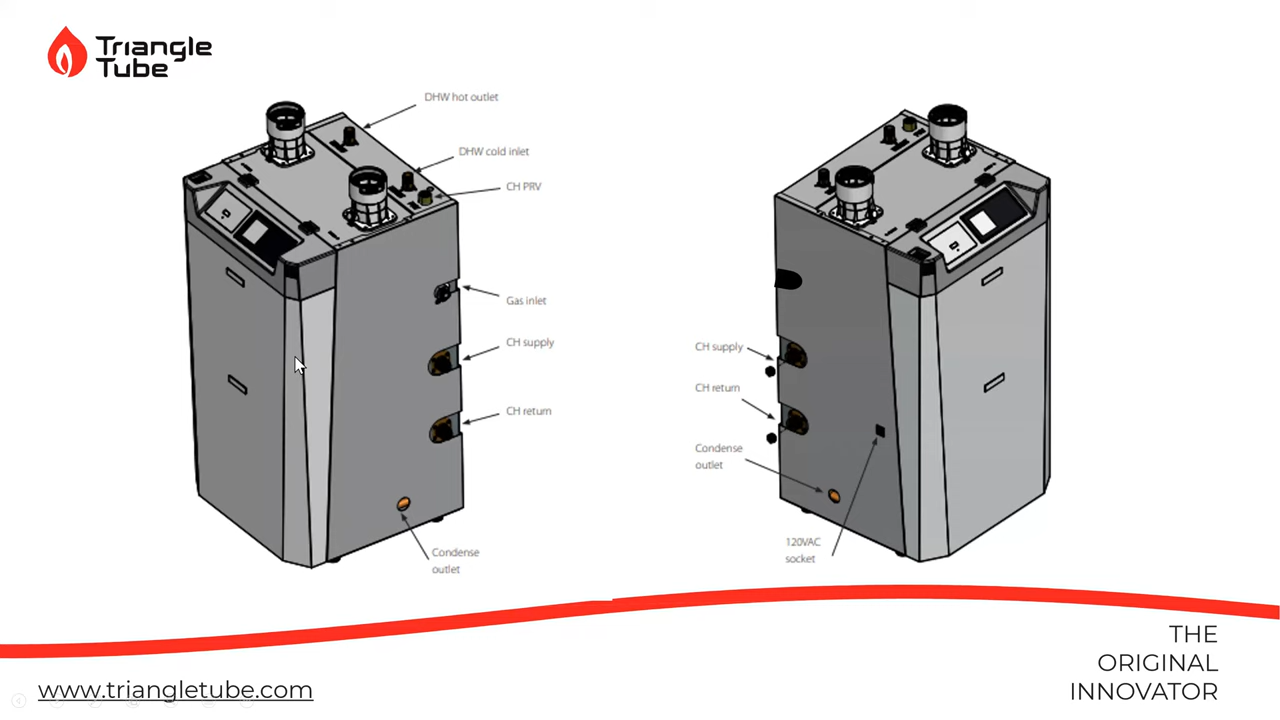 Triangle
Tube
DHW hot outlet
DHW cold inlet
CH PRV
Gas inlet
CH supply
CH return
Condense
outlet
CH supply
CH return
Condense
outlet
120VAC
socket
THE
ORIGINAL
INNOVATOR
www.triangletube.com